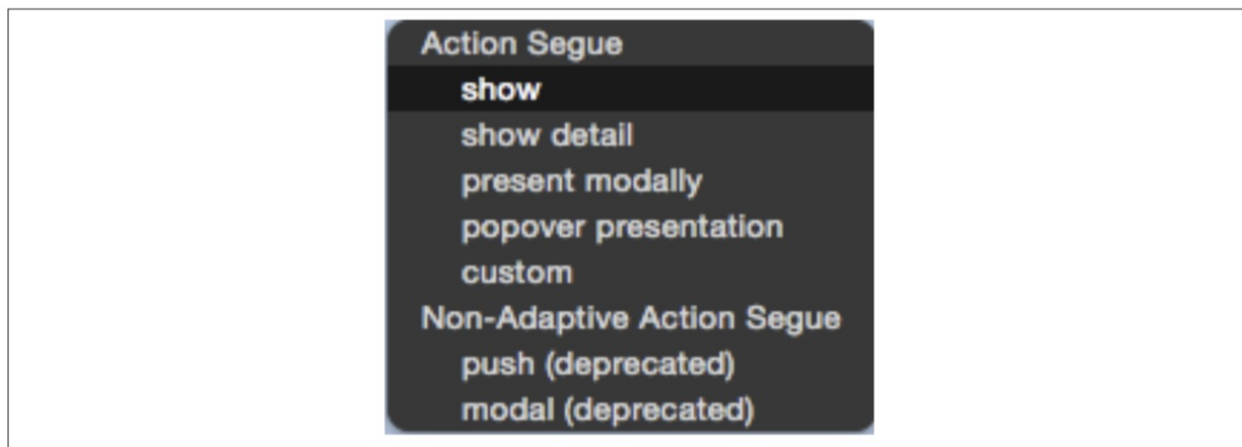 Action Segue
show
show detail
present modally
popover presentation
custom
Non-Adaptive Action Segue
push (deprecated)
modal (deprecated)